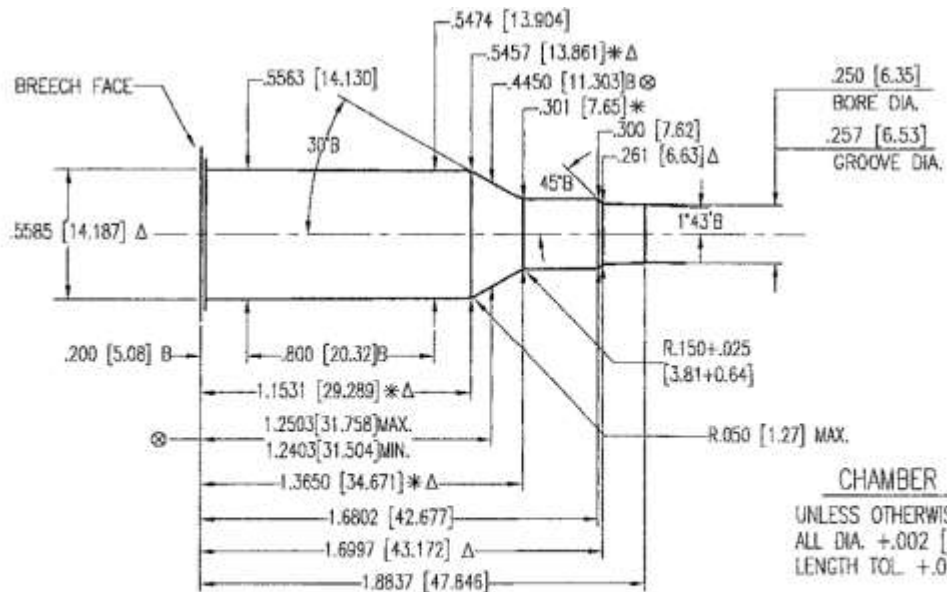 .5474 [13.904]
.5457 [13.861]*Δ
.5563 [14.130]
.4450 [11.303]B⊗
BREECH FACE
.301 [7.65]*
.250 [6.35]
BORE DIA.
.300 [7.62]
.257 [6.53]
GROOVE DIA.
.261 [6.63]Δ
30°B
45°B
1°43'B
.5585 [14.187] Δ
.200 [5.08] B
.800 [20.32]B
R.150+.025
[3.81+0.64]
1.1531 [29.289]*Δ
1.2503[31.758]MAX.
⊗
1.2403[31.504]MIN.
R.050 [1.27] MAX.
1.3650 [34.671]*Δ
CHAMBER
1.6802 [42.677]
UNLESS OTHERWIS
ALL DIA. +.002 [
1.6997 [43.172] Δ
LENGTH TOL. +.0
1.8837 [47.846]